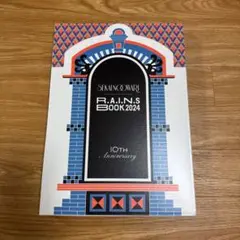 SEKAI NO OWARI
R.A.I.N.S
BOOK 2024
10TH
Anniversary